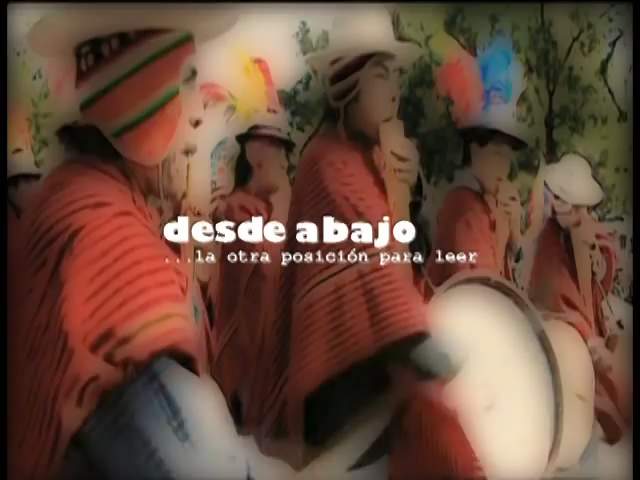 desde abajo
...la otra posición para leer